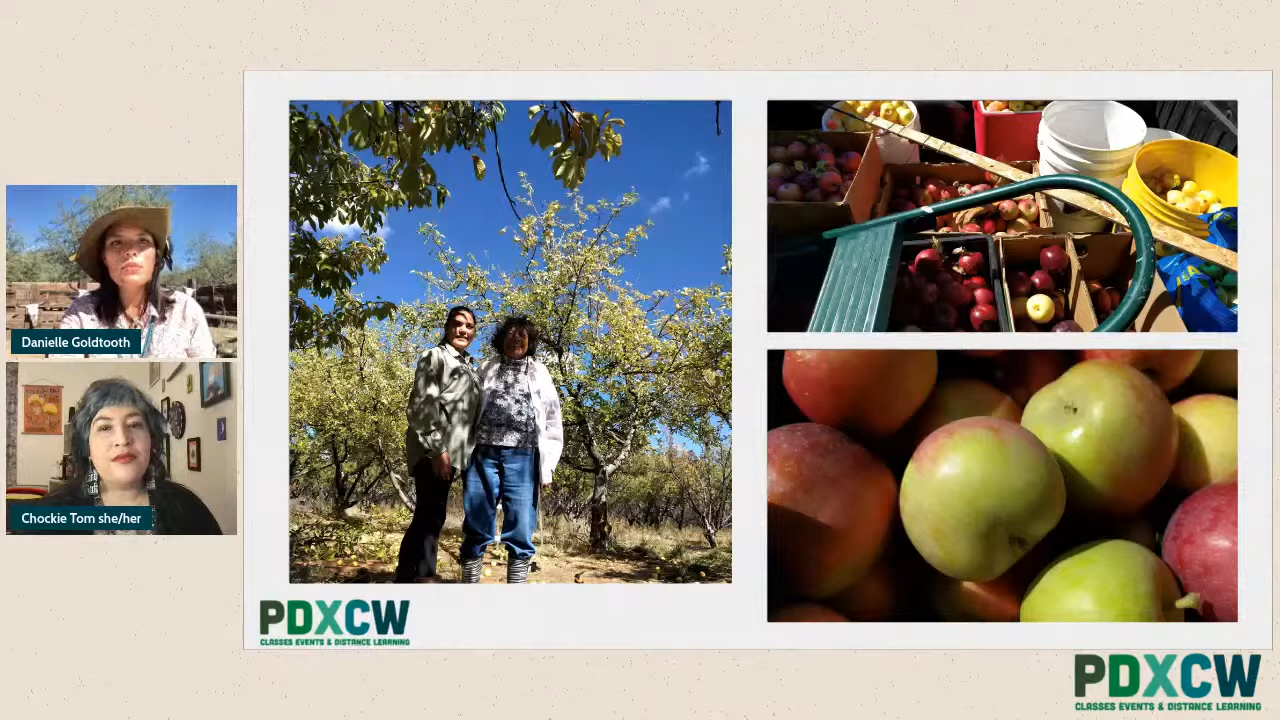 Danielle Goldtooth
Chockie Tom she/her
PDXCW
CLASSES EVENTS & DISTANCE LEARNING
PDXCW
CLASSES EVENTS & DISTANCE LEARNING